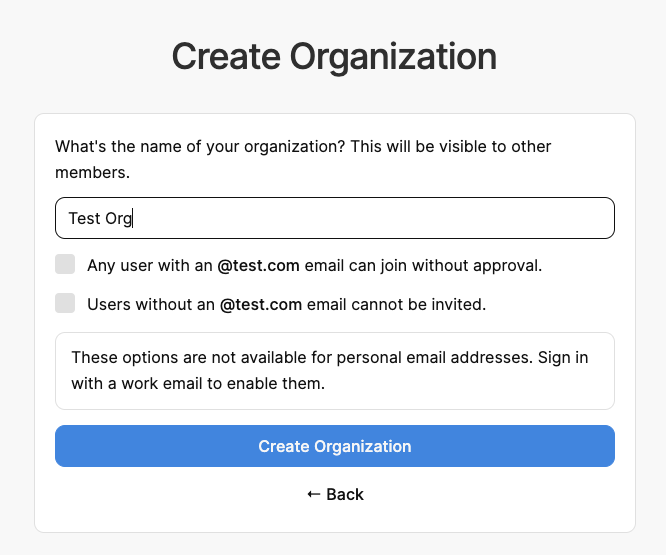 Create Organization
What's the name of your organization? This will be visible to other
members.
Test Org
Any user with an @test.com email can join without approval.
Users without an @test.com email cannot be invited.
These options are not available for personal email addresses. Sign in
with a work email to enable them.
Create Organization
← Back